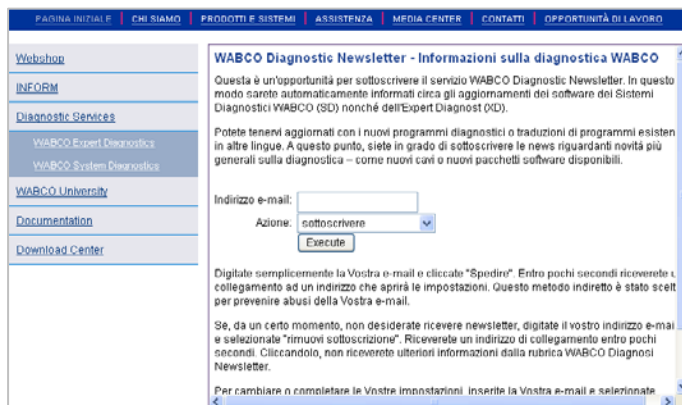 PAGINA INIZIALE CHI SIAMO PRODOTTI E SISTEMI ASSISTENZA MEDIA CENTER CONTATTI OPPORTUNITÀ DI LAVORO
Webshop
INFORM
Diagnostic Services
WABCO Expert Diagnostics
WABCO System Diagnostics
WABCO University
Documentation
Download Center
WABCO Diagnostic Newsletter - Informazioni sulla diagnostica WABCO
Questa è un'opportunità per sottoscrivere il servizio WABCO Diagnostic Newsletter. In questo
modo sarete automaticamente informati circa gli aggiornamenti dei software dei Sistemi
Diagnostici WABCO (SD) nonché dell'Expert Diagnost (XD).
Potete tenervi aggiornati con i nuovi programmi diagnostici o traduzioni di programmi esisten
in altre lingue. A questo punto, siete in grado di sottoscrivere le news riguardanti novità più
generali sulla diagnostica – come nuovi cavi o nuovi pacchetti software disponibili.
Indirizzo e-mail:
Azione: sottoscrivere
Execute
Digitate semplicemente la Vostra e-mail e cliccate "Spedire". Entro pochi secondi riceverete u
collegamento ad un indirizzo che aprirà le impostazioni. Questo metodo indiretto è stato scelt
per prevenire abusi della Vostra e-mail.
Se, da un certo momento, non desiderate ricevere newsletter, digitate il vostro indirizzo e-mai
e selezionate "rimuovi sottoscrizione". Riceverete un indirizzo di collegamento entro pochi
secondi. Cliccandolo, non riceverete ulteriori informazioni dalla rubrica WABCO Diagnosi
Newsletter.
Per cambiare o completare le Vostre impostazioni, inserite la Vostra e-mail e selezionate